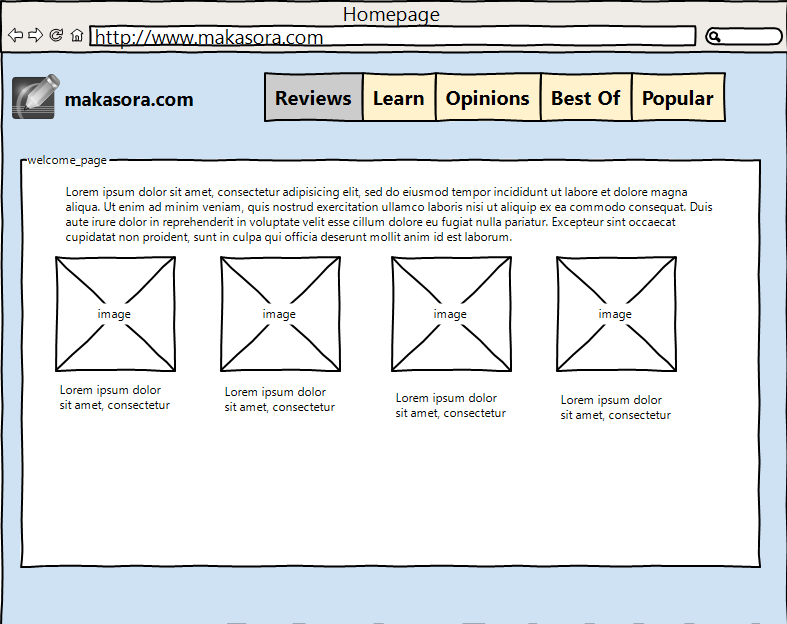 Homepage
http://www.makasora.com
makasora.com
Reviews
Learn
Opinions
Best Of
Popular
welcome_page
Lorem ipsum dolor sit amet, consectetur adipisicing elit, sed do eiusmod tempor incididunt ut labore et dolore magna
aliqua. Ut enim ad minim veniam, quis nostrud exercitation ullamco laboris nisi ut aliquip ex ea commodo consequat. Duis
aute irure dolor in reprehenderit in voluptate velit esse cillum dolore eu fugiat nulla pariatur. Excepteur sint occaecat
cupidatat non proident, sunt in culpa qui officia deserunt mollit anim id est laborum.
image
image
image
image
Lorem ipsum dolor
sit amet, consectetur
Lorem ipsum dolor
sit amet, consectetur
Lorem ipsum dolor
sit amet, consectetur
Lorem ipsum dolor
sit amet, consectetur